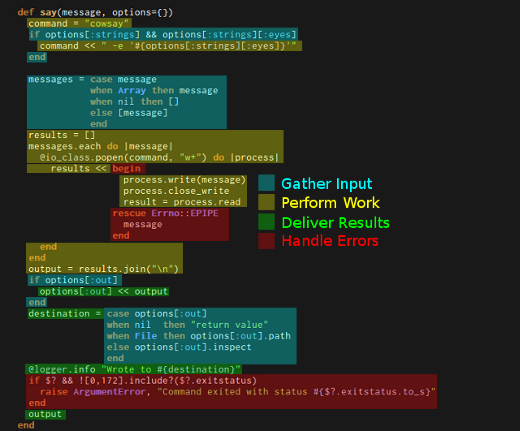 def say(message, options={})
command = "cowsay"
if options[:strings] && options[:strings][:eyes]
command << " -e '#{options[:strings][:eyes]}'"
end
messages = case message
when Array then message
when nil then []
else [message]
end
results = []
messages.each do |message|
@io_class.popen(command, "w+") do |process|
results << begin
process.write(message)
process.close_write
result = process.read
rescue Errno::EPIPE
message
end
end
end
output = results.join("\n")
if options[:out]
options[:out] << output
end
destination = case options[:out]
when nil then "return value"
when File then options[:out].path
else options[:out].inspect
end
@logger.info "Wrote to #{destination}"
if $? && ![0,172].include?($?.exitstatus)
raise ArgumentError, "Command exited with status #{$?.exitstatus.to_s}"
end
output
end
Gather Input
Perform Work
Deliver Results
Handle Errors